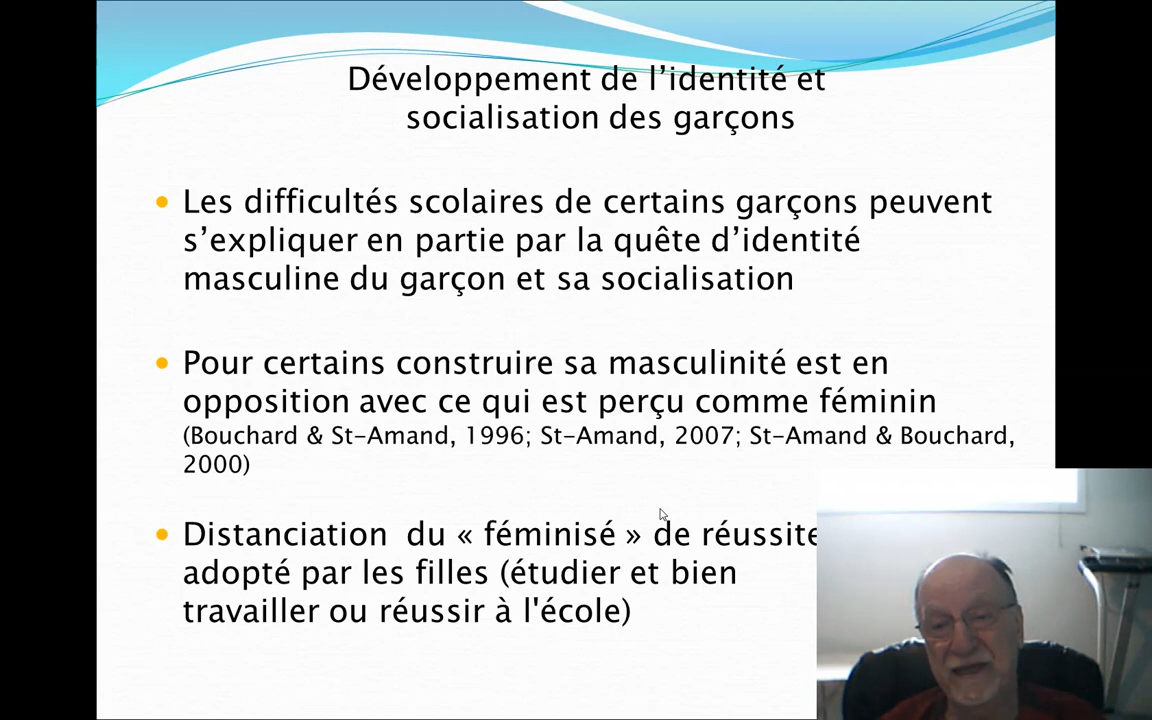 Développement de l’identité et
socialisation des garçons
• Les difficultés scolaires de certains garçons peuvent
s’expliquer en partie par la quête d’identité
masculine du garçon et sa socialisation
• Pour certains construire sa masculinité est en
opposition avec ce qui est perçu comme féminin
(Bouchard & St-Amand, 1996; St-Amand, 2007; St-Amand & Bouchard,
2000)
• Distanciation du « féminisé » de réussite
adopté par les filles (étudier et bien
travailler ou réussir à l'école)